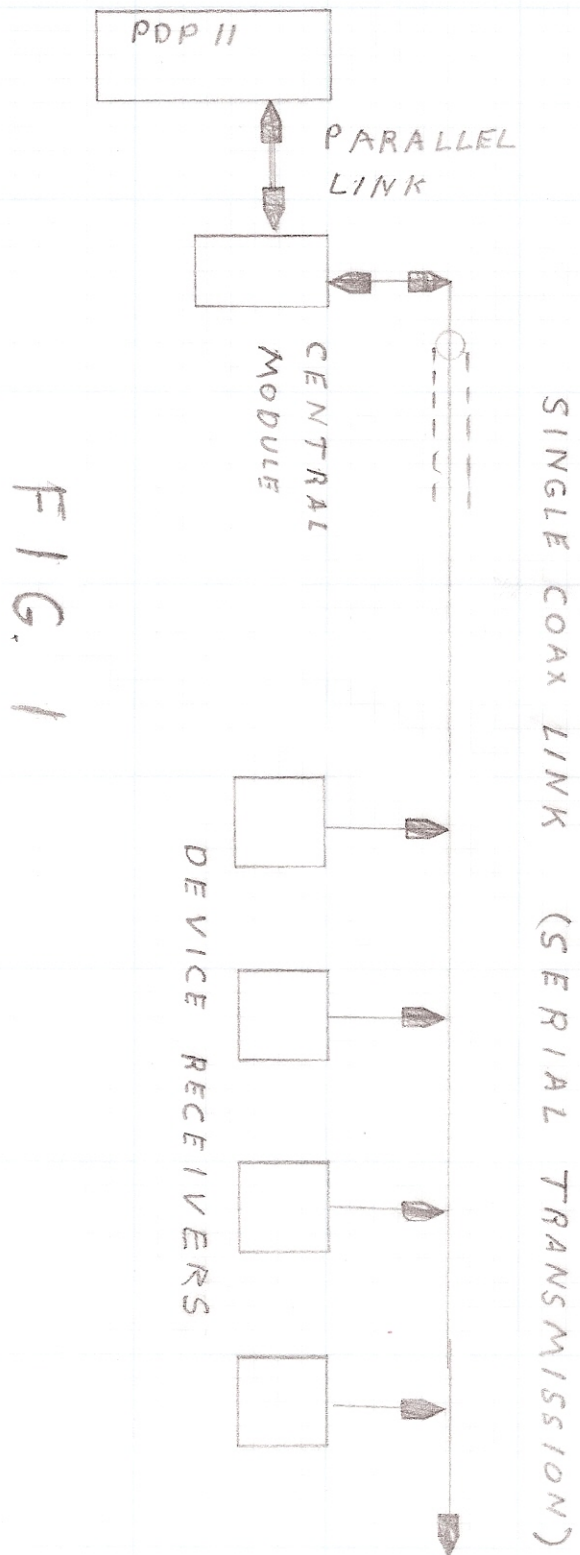 PDP 11
PARALLEL
LINK
CENTRAL
MODULE
SINGLE COAX LINK (SERIAL TRANSMISSION)
DEVICE RECEIVERS
FIG. 1